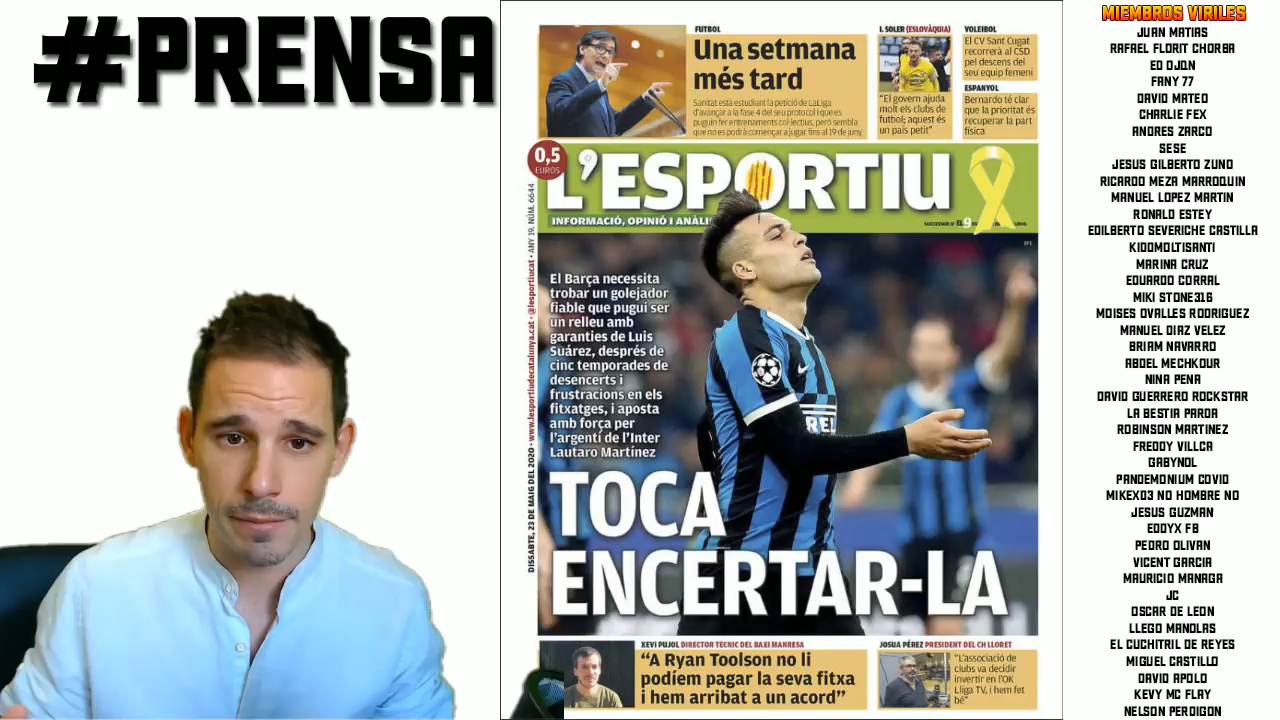 #PRENSA
FUTBOL
Una setmana
més tard
Sanitat està estudiant la petició de LaLiga
d'avançar a la fase 4 del seu protocol i que es
puguin fer entrenaments col·lectius, però sembla
que no es podrà començar a jugar fins al 19 de juny
I. SOLER (ESLOVÀQUIA)
"El govern ajuda
molt els clubs de
futbol; aquest és
un país petit"
VOLEIBOL
El CV Sant Cugat
recorrerà al CSD
pel descens del
seu equip femení
ESPANYOL
Bernardo té clar
que la prioritat és
recuperar la part
física
0,5
EUROS
L'ESPORTIU
INFORMACIÓ, OPINIÓ I ANÀLI
DISSABTE, 23 DE MAIG DEL 2020 · www.lesportiudecatalunya.cat · @lesportiucat · ANY 19. NÚM. 6644
El Barça necessita
trobar un golejador
fiable que pugui ser
un relleu amb
garanties de Luis
Suárez, després de
cinc temporades de
desencerts i
frustracions en els
fitxatges, i aposta
amb força per
l'argentí de l'Inter
Lautaro Martínez
TOCA
ENCERTAR-LA
XEVI PUJOL DIRECTOR TÈCNIC DEL BAXI MANRESA
"A Ryan Toolson no li
podíem pagar la seva fitxa
i hem arribat a un acord"
JOSUA PÉREZ PRESIDENT DEL CH LLORET
"L'associació de
clubs va decidir
invertir en l'OK
Lliga TV, i hem fet
bé"
MIEMBROS VIRILES
JUAN MATIAS
RAFAEL FLORIT CHORBA
ED DJQN
FANY 77
DAVID MATEO
CHARLIE FEX
ANDRES ZARCO
SESE
JESUS GILBERTO ZUNO
RICARDO MEZA MARROQUIN
MANUEL LOPEZ MARTIN
RONALD ESTEY
EDILBERTO SEVERICHE CASTILLA
KIDDMOLTISANTI
MARINA CRUZ
EDUARDO CORRAL
MIKI STONE316
MOISES OVALLES RODRIGUEZ
MANUEL DIAZ VELEZ
BRIAM NAVARRO
ABDEL MECHKOUR
NINA PENA
DAVID GUERRERO ROCKSTAR
LA BESTIA PARDA
ROBINSON MARTINEZ
FREDDY VILLCA
GABYNOL
PANDEMONIUM COVID
MIKEXO3 NO HOMBRE NO
JESUS GUZMAN
EDDYX FB
PEDRO OLIVAN
VICENT GARCIA
MAURICIO MANAGA
JC
OSCAR DE LEON
LLEGO MANOLAS
EL CUCHITRIL DE REYES
MIGUEL CASTILLO
DAVID APOLO
KEVY MC FLAY
NELSON PERDIGON